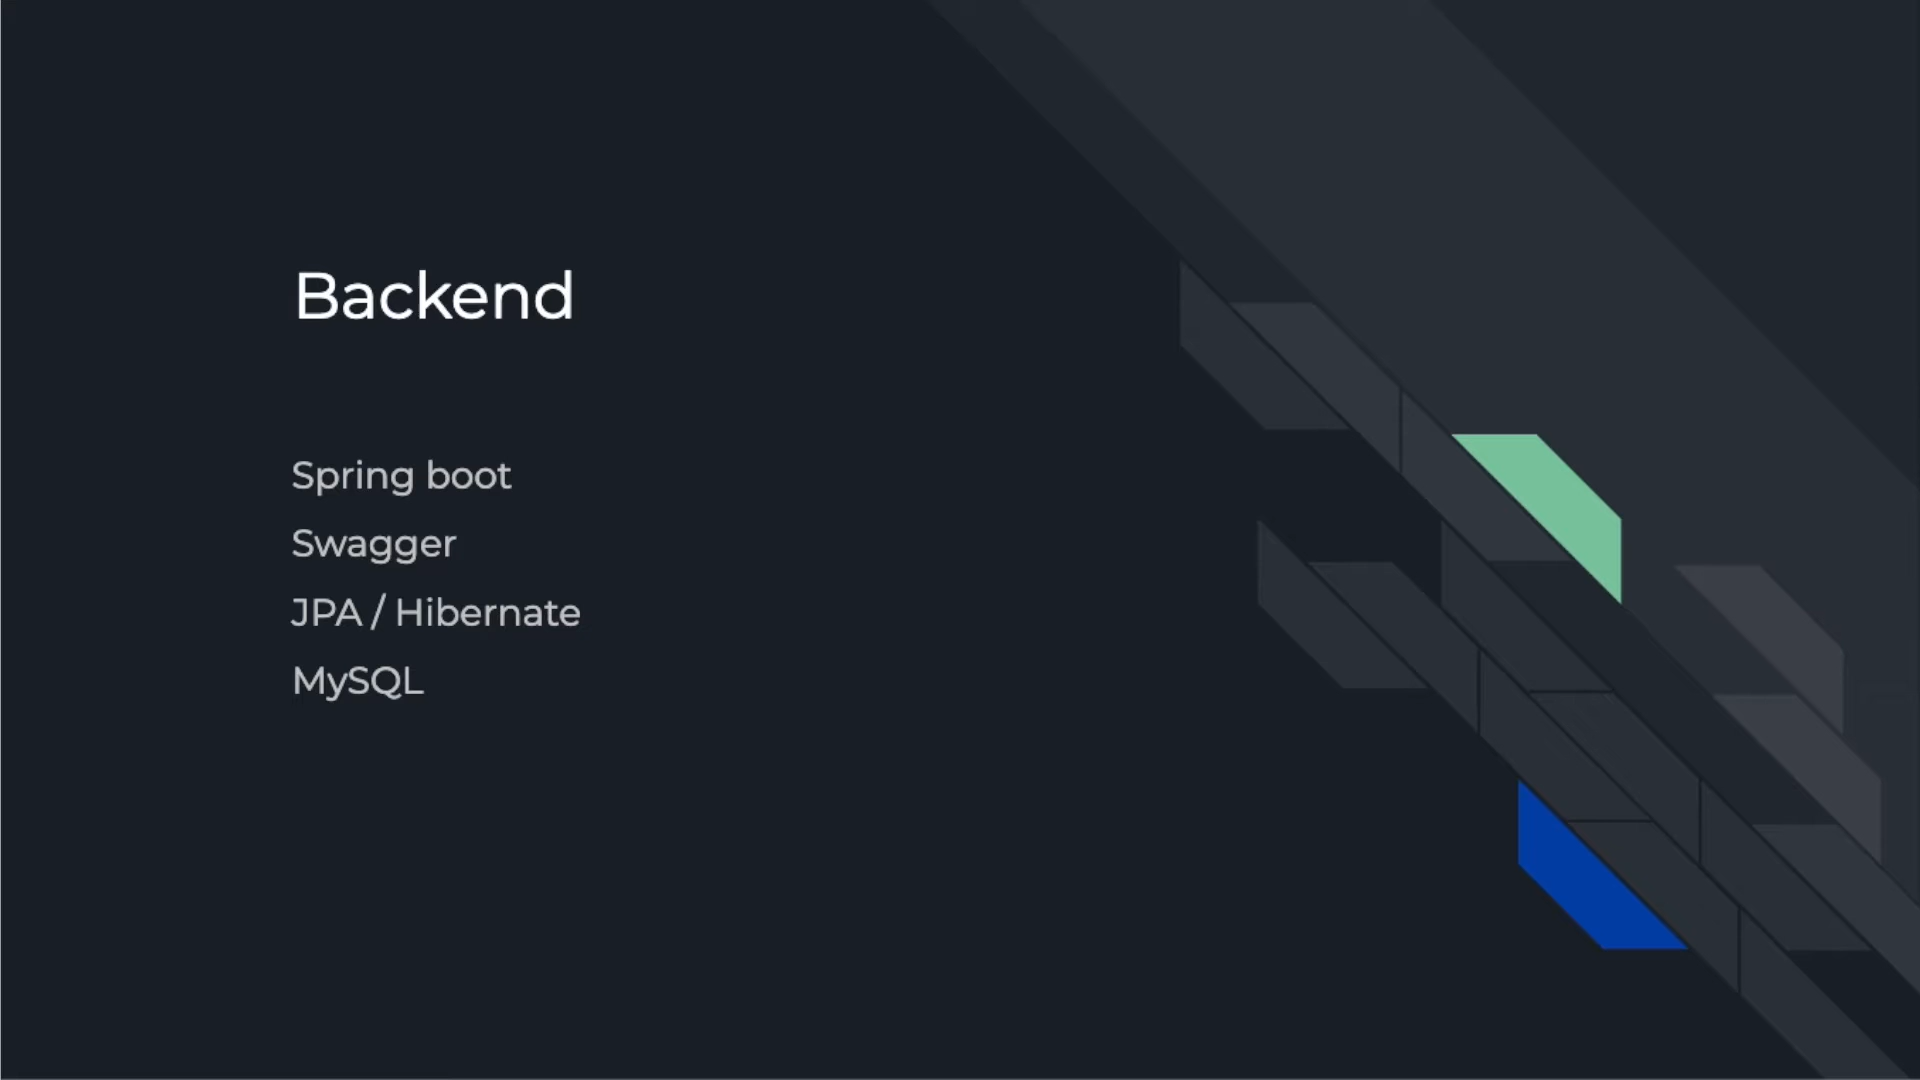 Backend
Spring boot
Swagger
JPA / Hibernate
MySQL